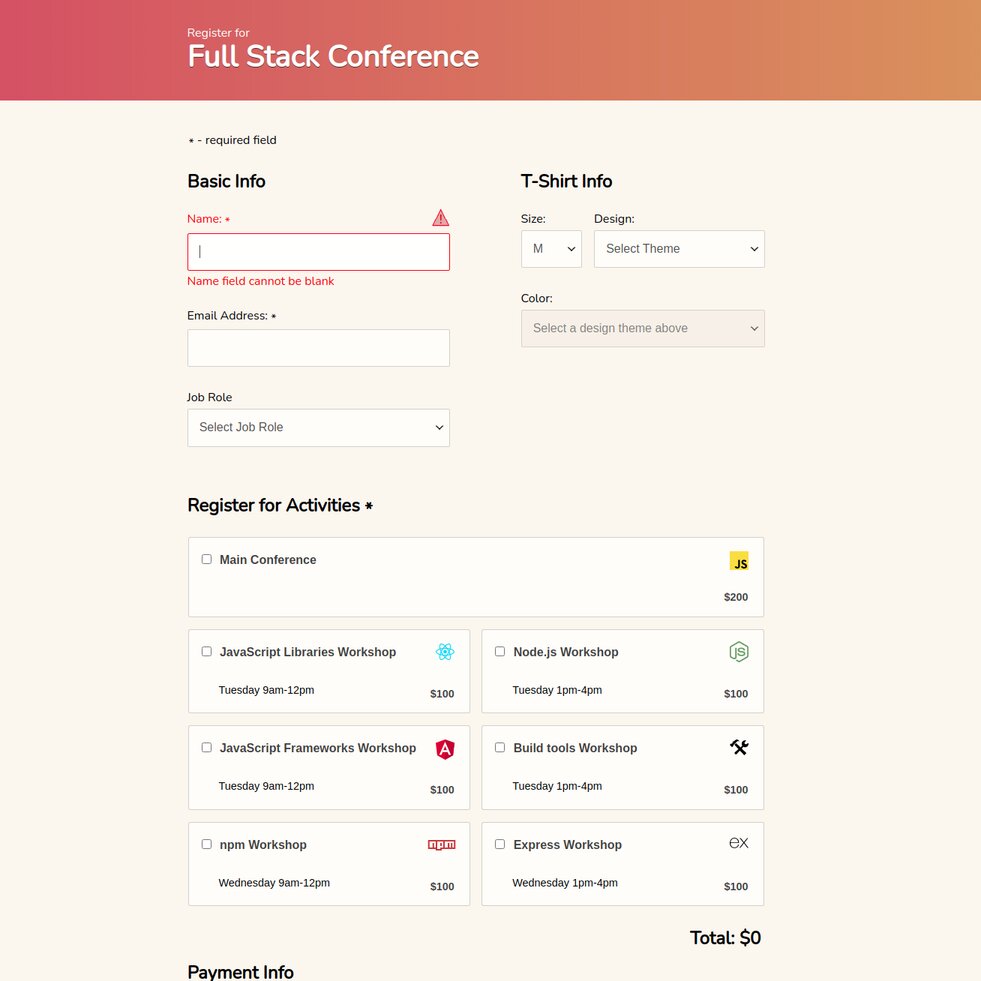 Register for
Full Stack Conference
* - required field
Basic Info
Name: *
Name field cannot be blank
Email Address: *
Job Role
Select Job Role
T-Shirt Info
Size:
Design:
M
Select Theme
Color:
Select a design theme above
Register for Activities *
Main Conference
JS
$200
JavaScript Libraries Workshop
Tuesday 9am-12pm
$100
Node.js Workshop
JS
Tuesday 1pm-4pm
$100
JavaScript Frameworks Workshop
A
Tuesday 9am-12pm
$100
Build tools Workshop
Tuesday 1pm-4pm
$100
npm Workshop
npm
Wednesday 9am-12pm
$100
Express Workshop
ex
Wednesday 1pm-4pm
$100
Total: $0
Payment Info